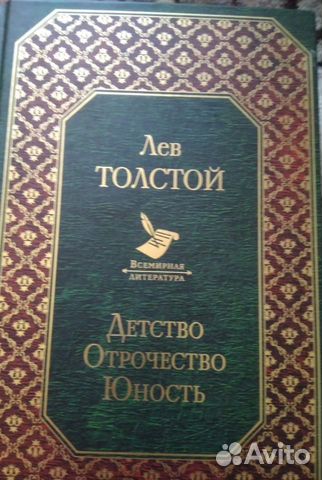 Лев
ТОЛСТОЙ
ВСЕМИРНАЯ
ЛИТЕРАТУРА
ДЕТСТВО
ОТРОЧЕСТВО
ЮНОСТЬ
Avito